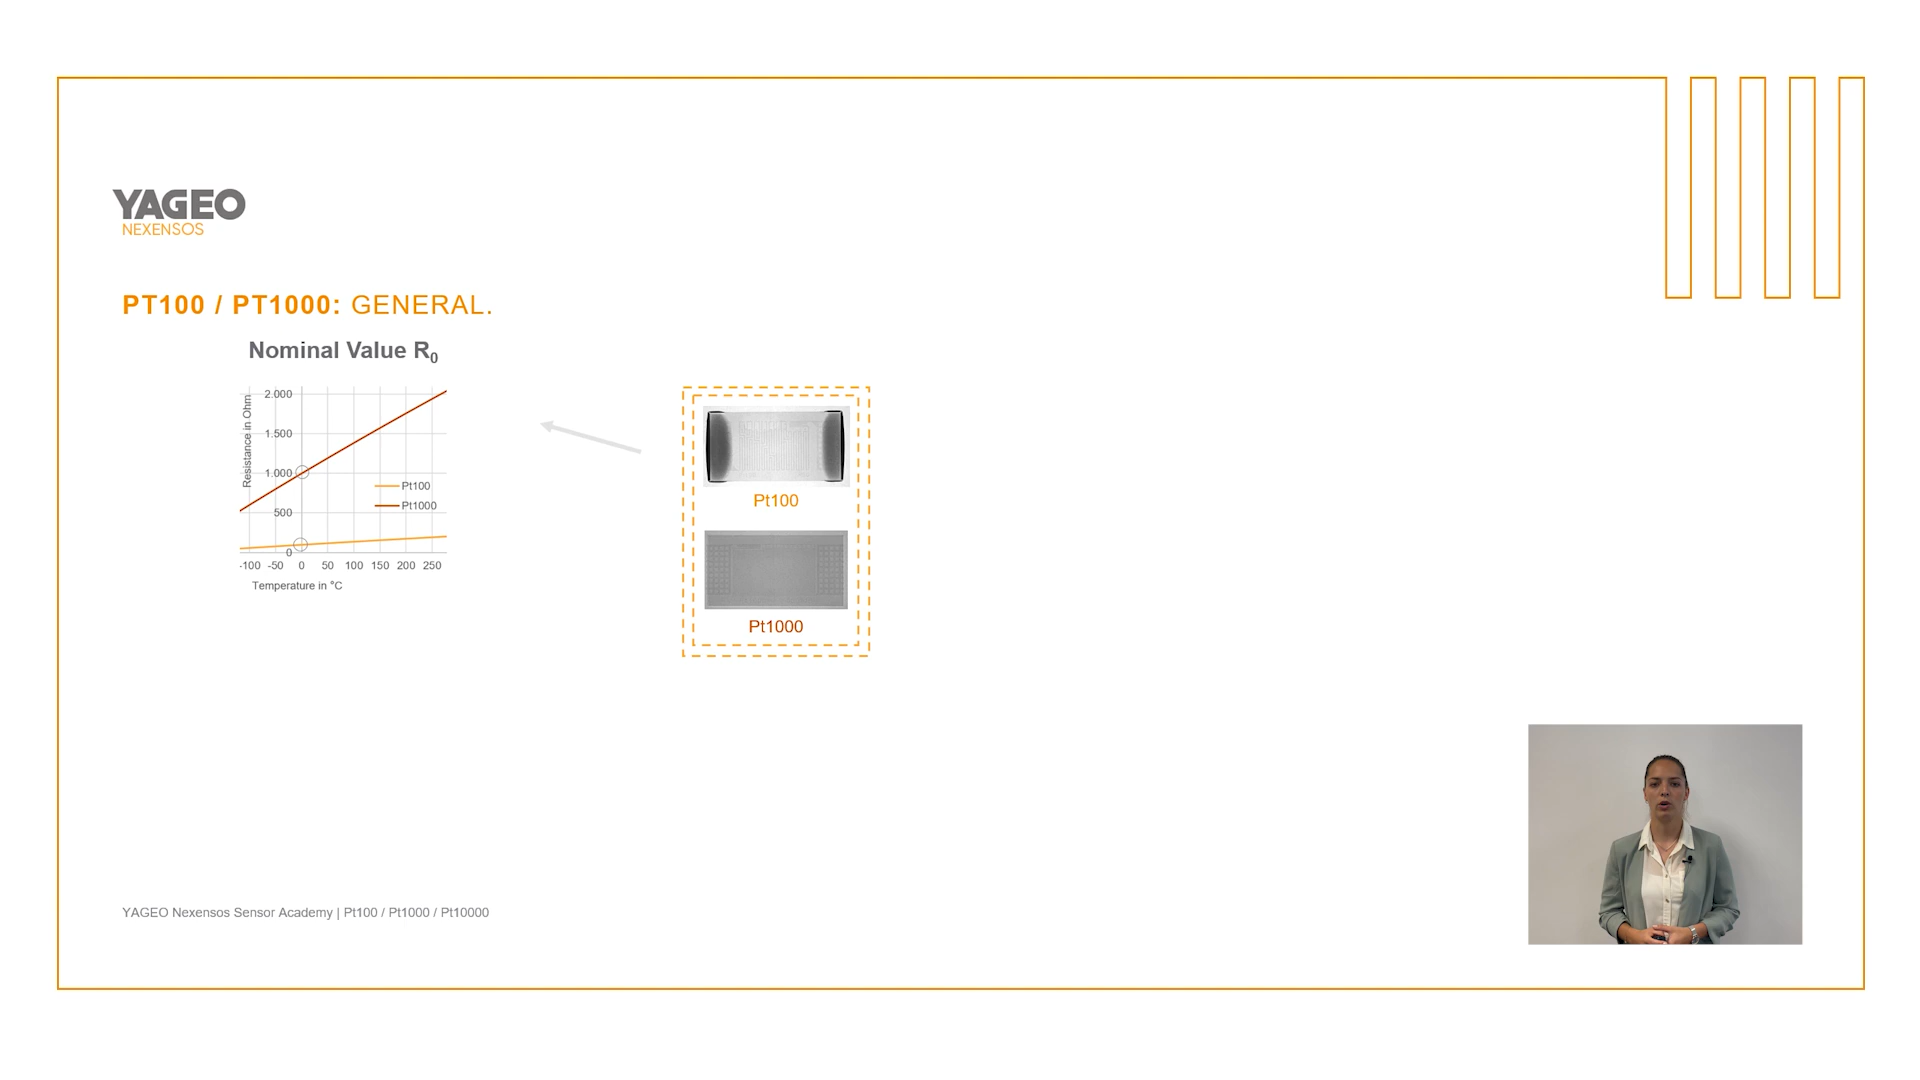 YAGEO
NEXENSOS
PT100 / PT1000: GENERAL.
Nominal Value R₀
Resistance in Ohm
2.000
1.500
1.000
500
0
Pt100
Pt1000
-100 -50 0 50 100 150 200 250
Temperature in °C
Pt100
Pt1000
YAGEO Nexensos Sensor Academy | Pt100 / Pt1000 / Pt10000